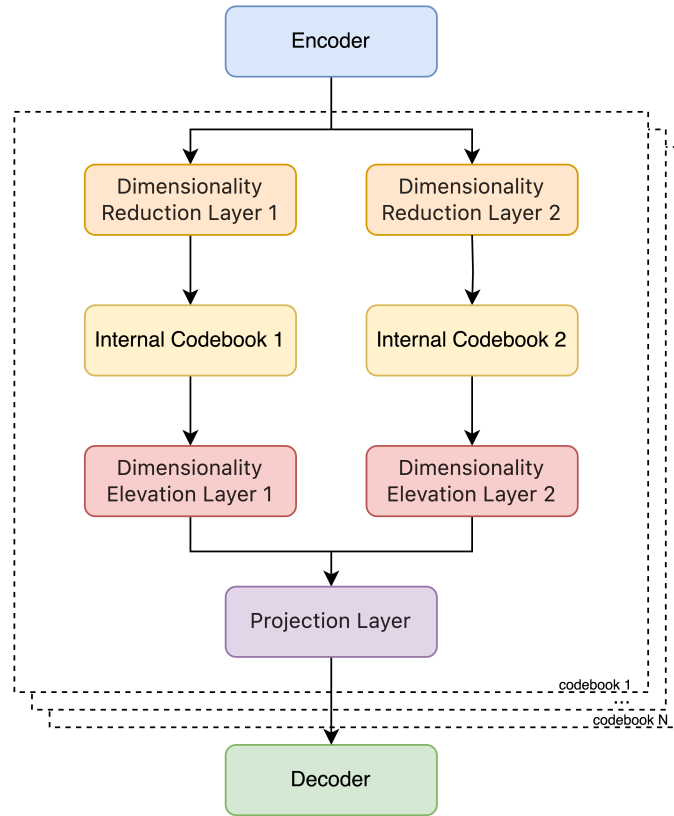 Encoder
Dimensionality
Reduction Layer 1
Dimensionality
Reduction Layer 2
Internal Codebook 1
Internal Codebook 2
Dimensionality
Elevation Layer 1
Dimensionality
Elevation Layer 2
Projection Layer
codebook 1
...
codebook N
Decoder